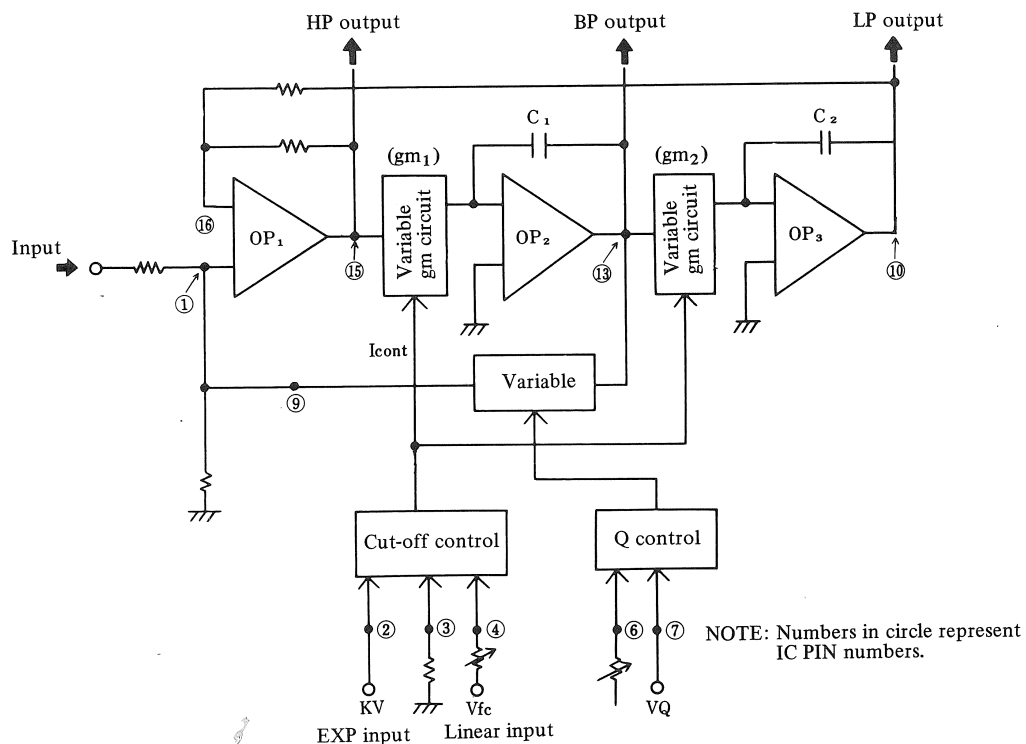 HP output
BP output
LP output
C₁
C₂
(gm₁)
(gm₂)
Variable
gm circuit
Variable
gm circuit
OP₁
OP₂
OP₃
⑯
⑮
⑬
⑩
Input
①
Icont
Variable
⑨
Cut-off control
Q control
②
③
④
⑥
⑦
NOTE: Numbers in circle represent
IC PIN numbers.
KV
Vfc
VQ
EXP input
Linear input